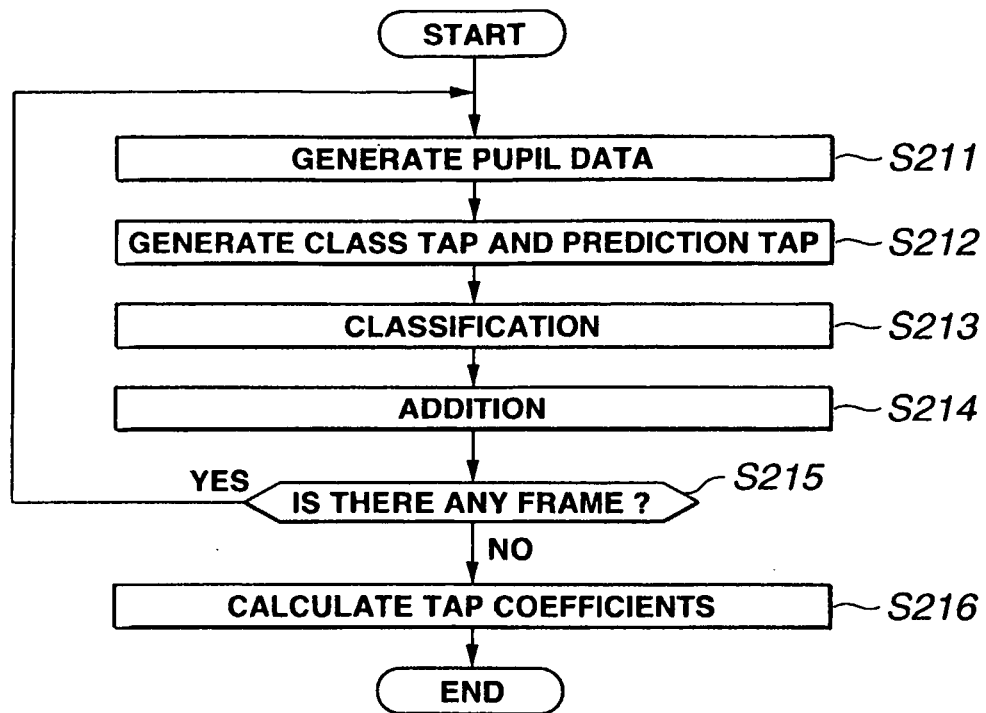 START
GENERATE PUPIL DATA S211
GENERATE CLASS TAP AND PREDICTION TAP S212
CLASSIFICATION S213
ADDITION S214
YES
IS THERE ANY FRAME ? S215
NO
CALCULATE TAP COEFFICIENTS S216
END